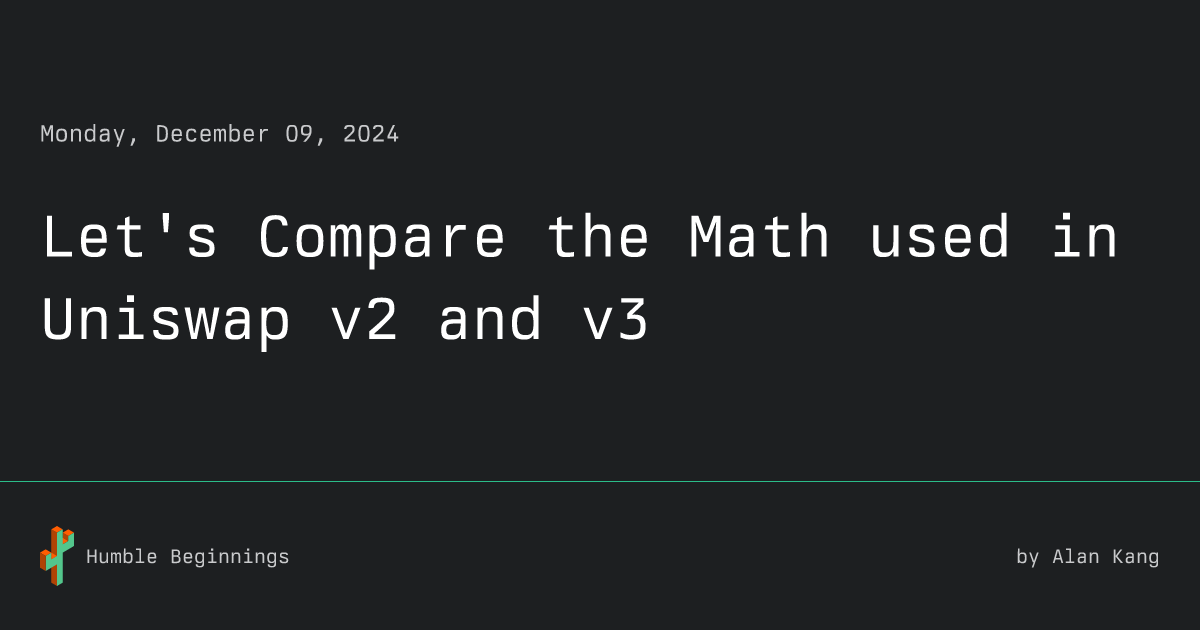 Monday, December 09, 2024
Let's Compare the Math used in
Uniswap v2 and v3
Humble Beginnings
by Alan Kang